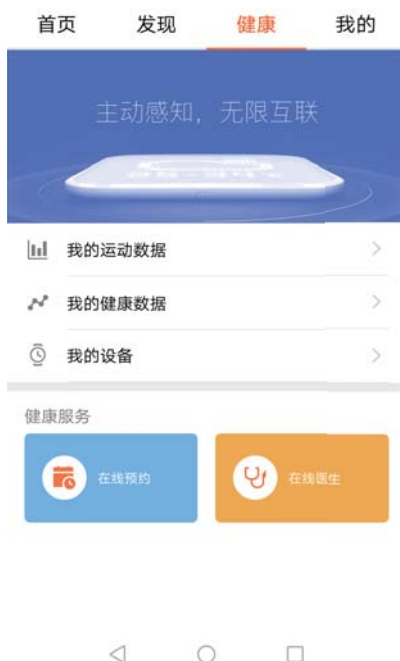 首页 发现 健康 我的
主动感知，无限互联
我的运动数据
我的健康数据
我的设备
健康服务
在线预约 在线医生